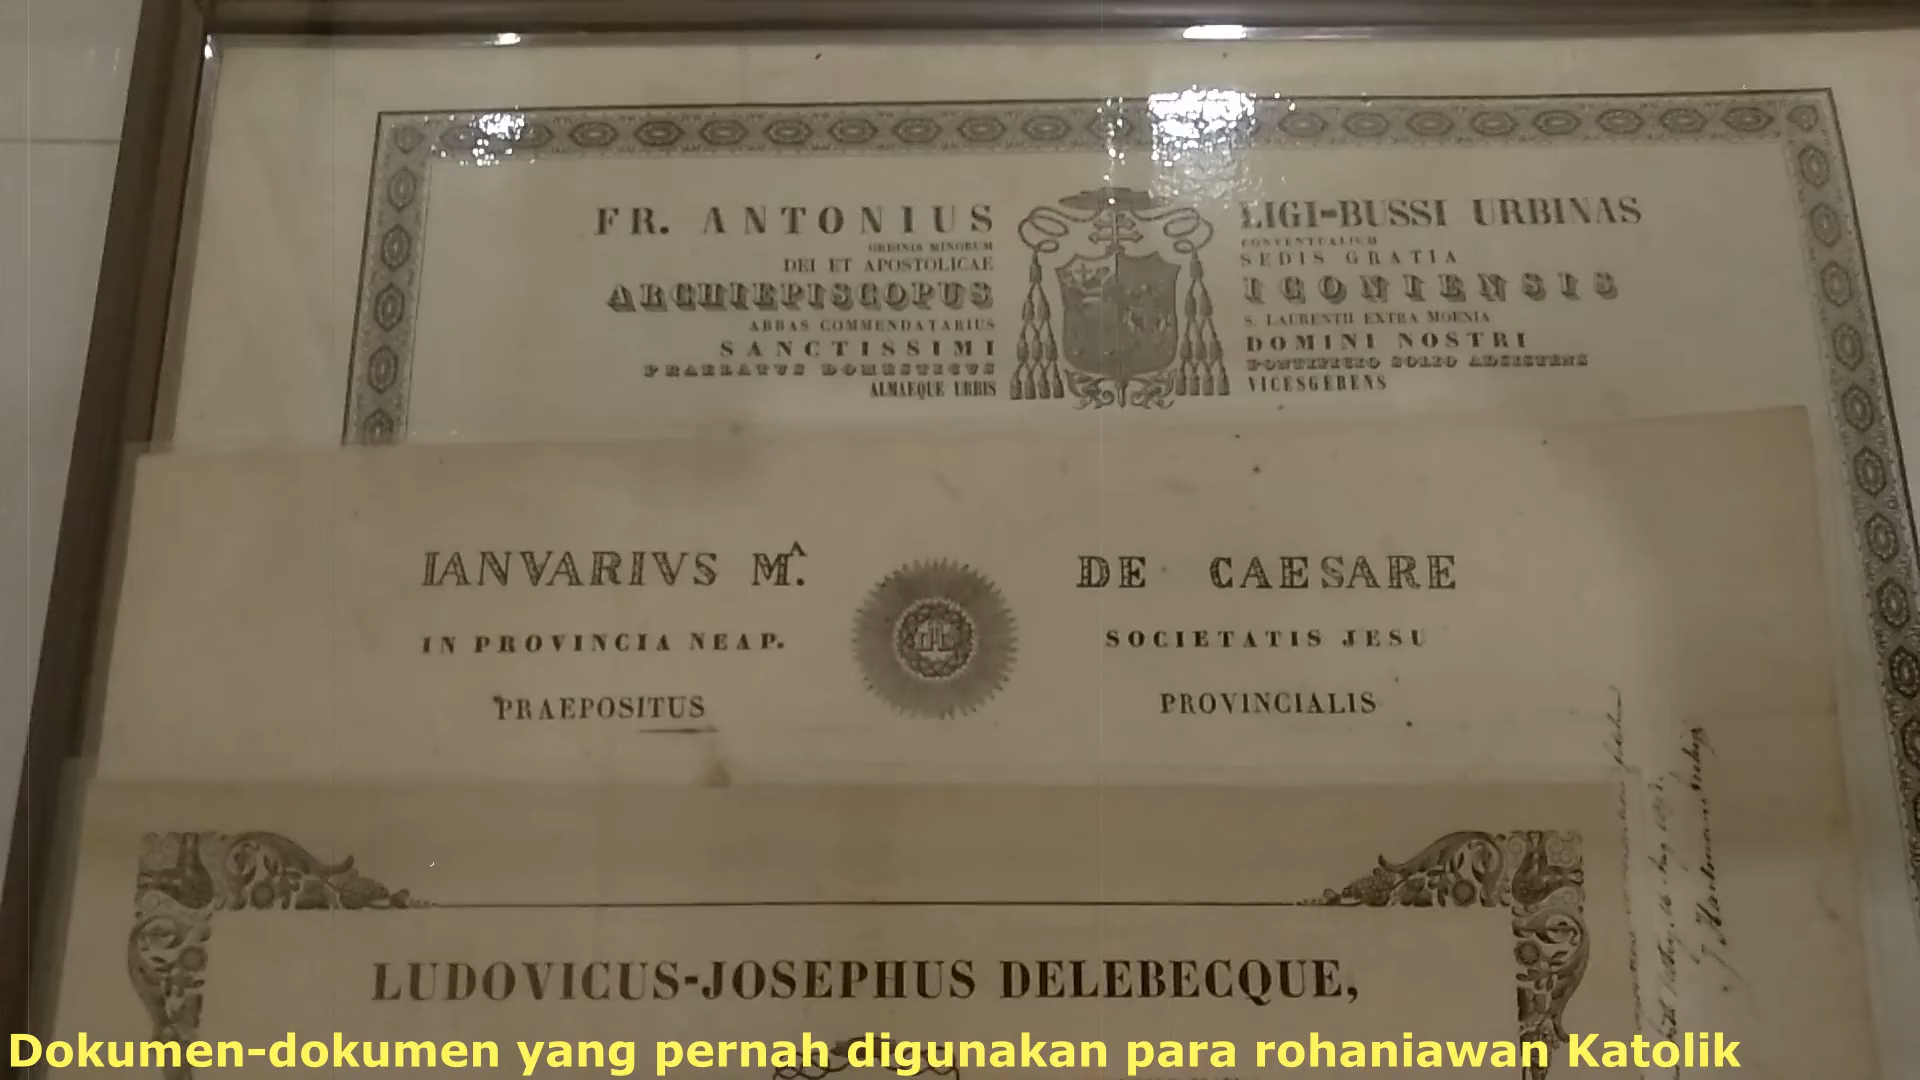 FR. ANTONIUS LIGI-BUSSI URBINAS
ORDINIS MINORUM CONVENTUALIUM
DEI ET APOSTOLICAE SEDIS GRATIA
ARCHIEPISCOPUS ICONIENSIS
ABBAS COMMENDATARIUS S. LAURENTII EXTRA MOENIA
SANCTISSIMI DOMINI NOSTRI
PRAELATUS DOMESTICUS PONTIFICIO SOLIO ADSISTENS
ALMAEQUE URBIS VICESGERENS
IANVARIVS Mᴬ. DE CAESARE
IN PROVINCIA NEAP. SOCIETATIS JESU
PRAEPOSITUS PROVINCIALIS
LUDOVICUS-JOSEPHUS DELEBECQUE,
Dokumen-dokumen yang pernah digunakan para rohaniawan Katolik